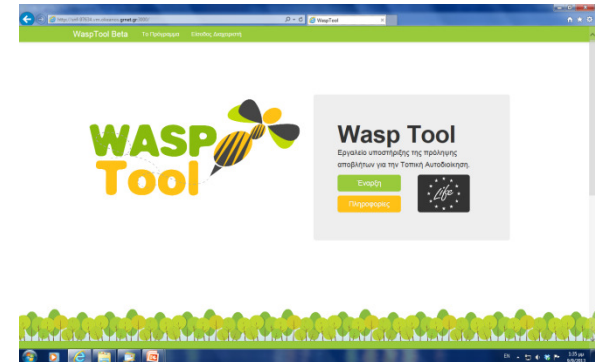 WaspTool
WaspTool Beta Το Πρόγραμμα Είσοδος Διαχειριστή
WASP
Tool
Wasp Tool
Εργαλείο υποστήριξης της πρόληψης
αποβλήτων για την Τοπική Αυτοδιοίκηση.
Έναρξη
Πληροφορίες
Life
EN